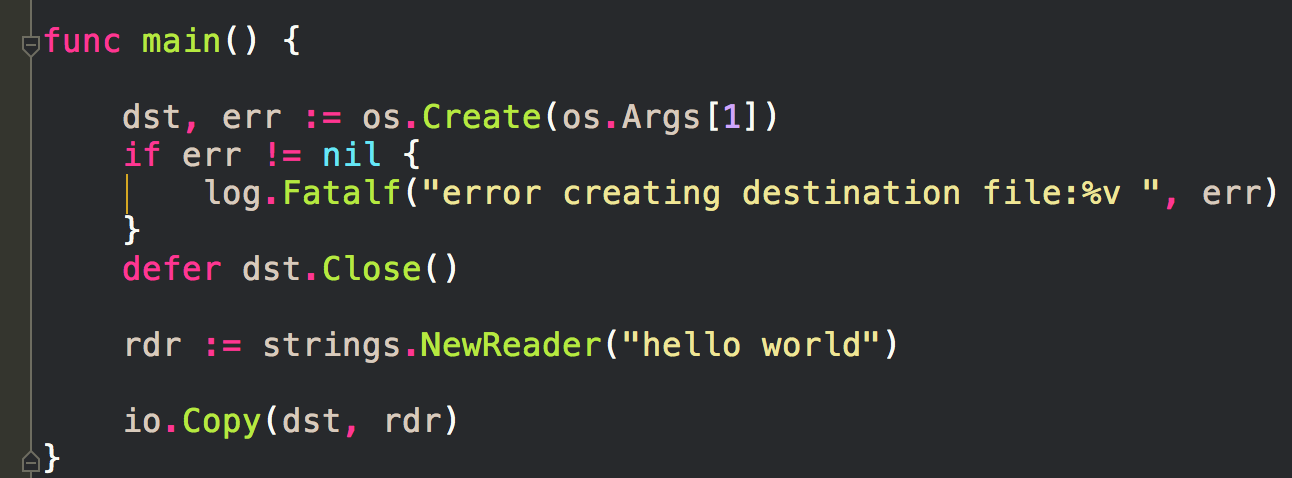 func main() {
    dst, err := os.Create(os.Args[1])
    if err != nil {
        log.Fatalf("error creating destination file:%v ", err)
    }
    defer dst.Close()
    rdr := strings.NewReader("hello world")
    io.Copy(dst, rdr)
}